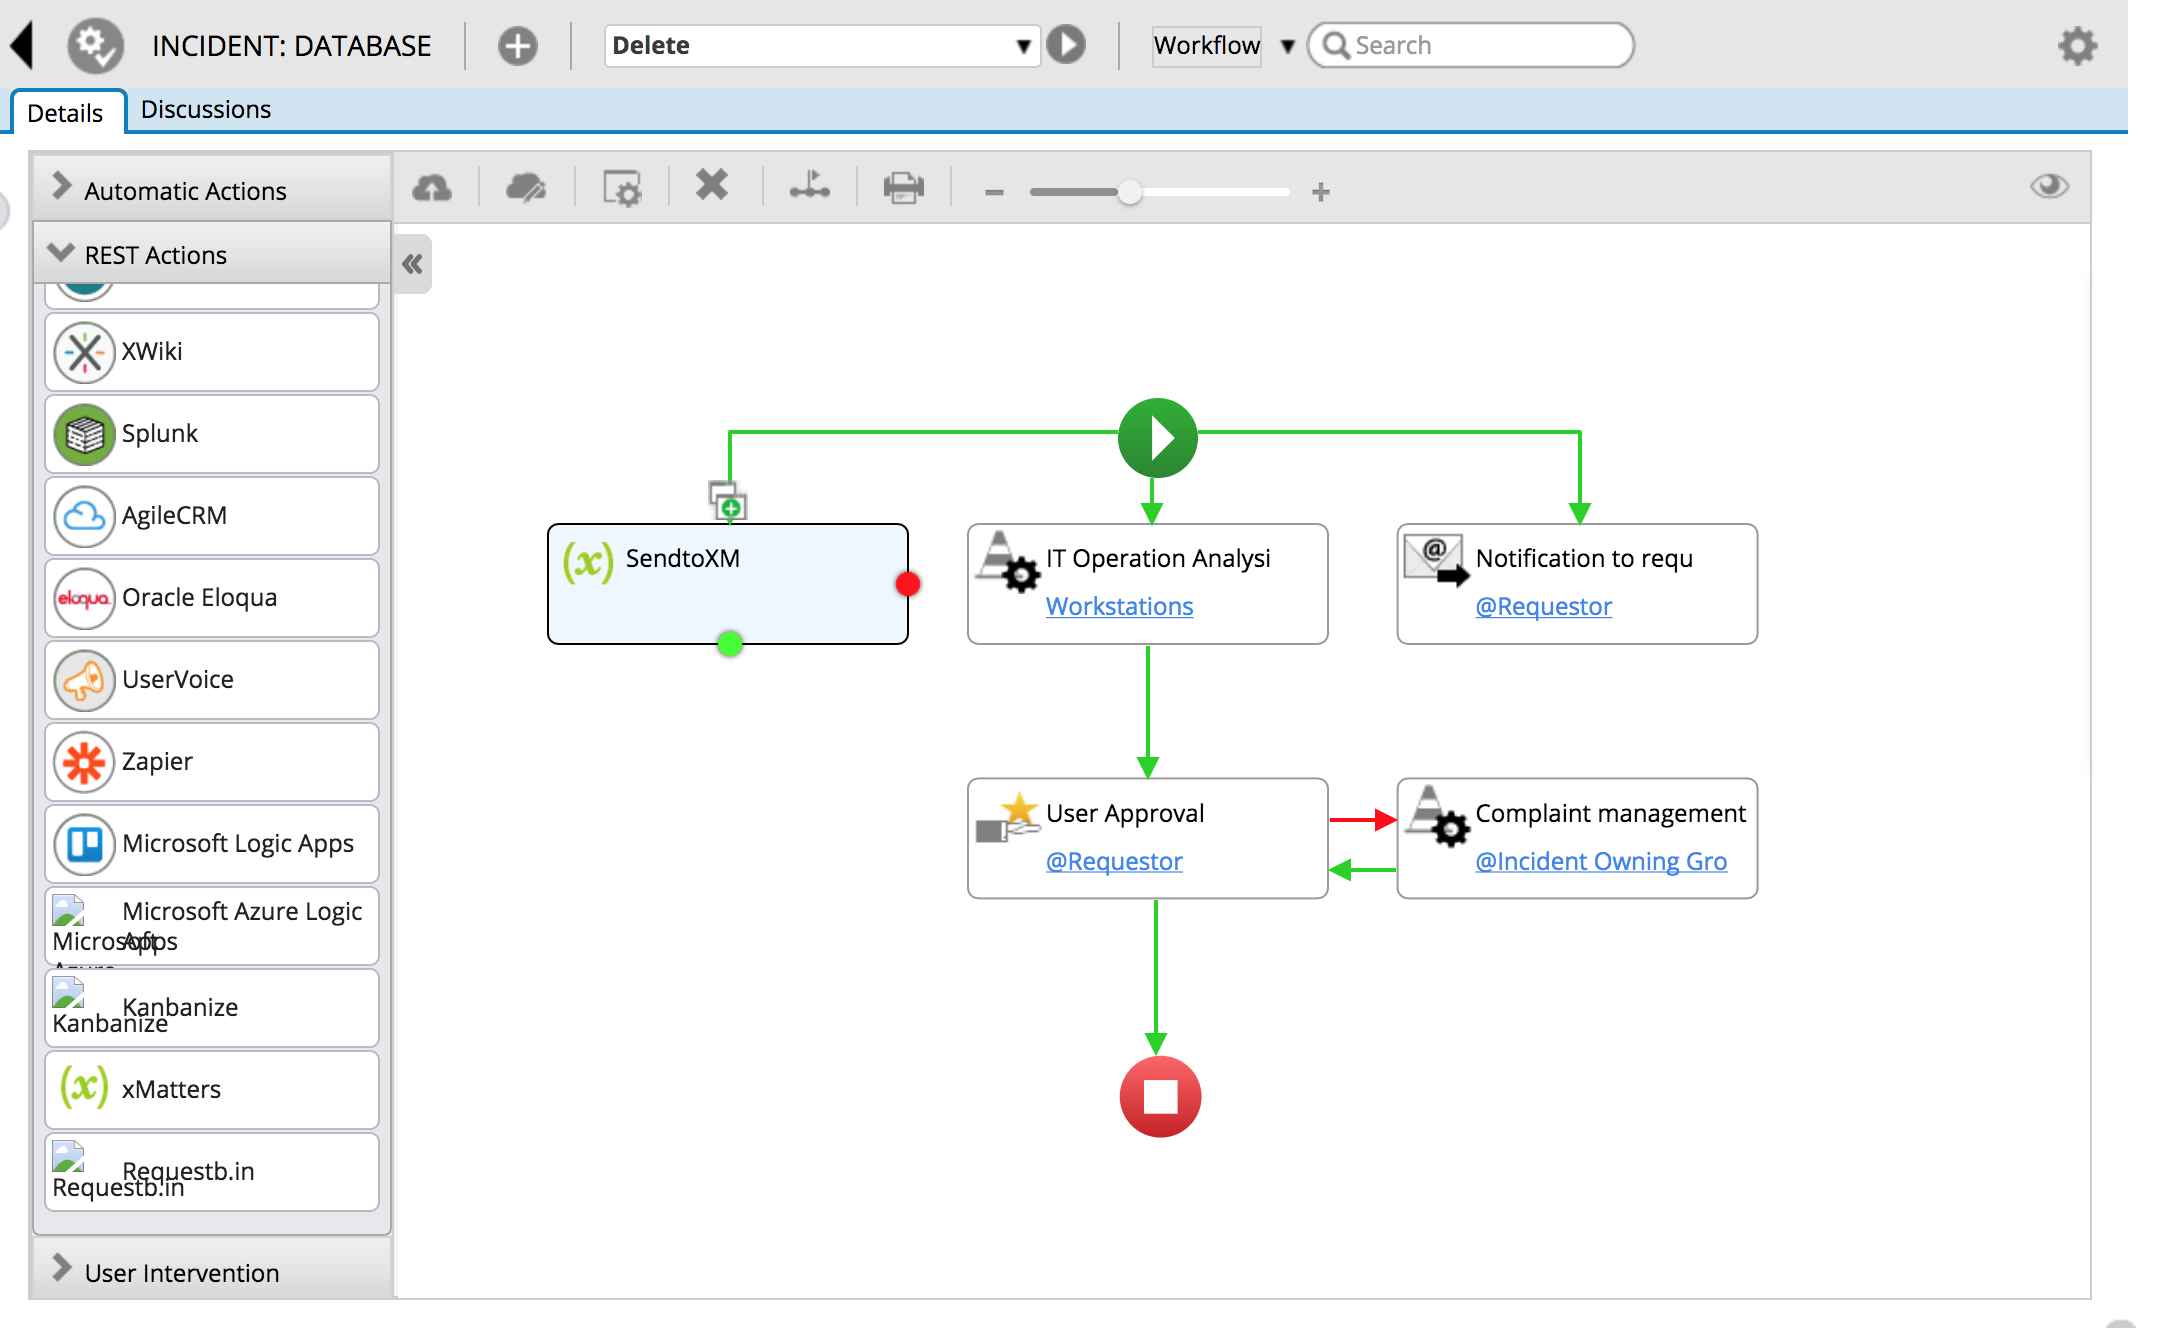 INCIDENT: DATABASE
Delete
Workflow
Search
Details
Discussions
Automatic Actions
REST Actions
XWiki
Splunk
AgileCRM
eloqua
Oracle Eloqua
UserVoice
Zapier
Microsoft Logic Apps
Microsoft Azure Logic
Apps
Microsoft
Azure
Kanbanize
Kanbanize
(x) xMatters
Requestb.in
Requestb.in
User Intervention
(x) SendtoXM
IT Operation Analysi
Workstations
@
Notification to requ
@Requestor
User Approval
@Requestor
Complaint management
@Incident Owning Gro